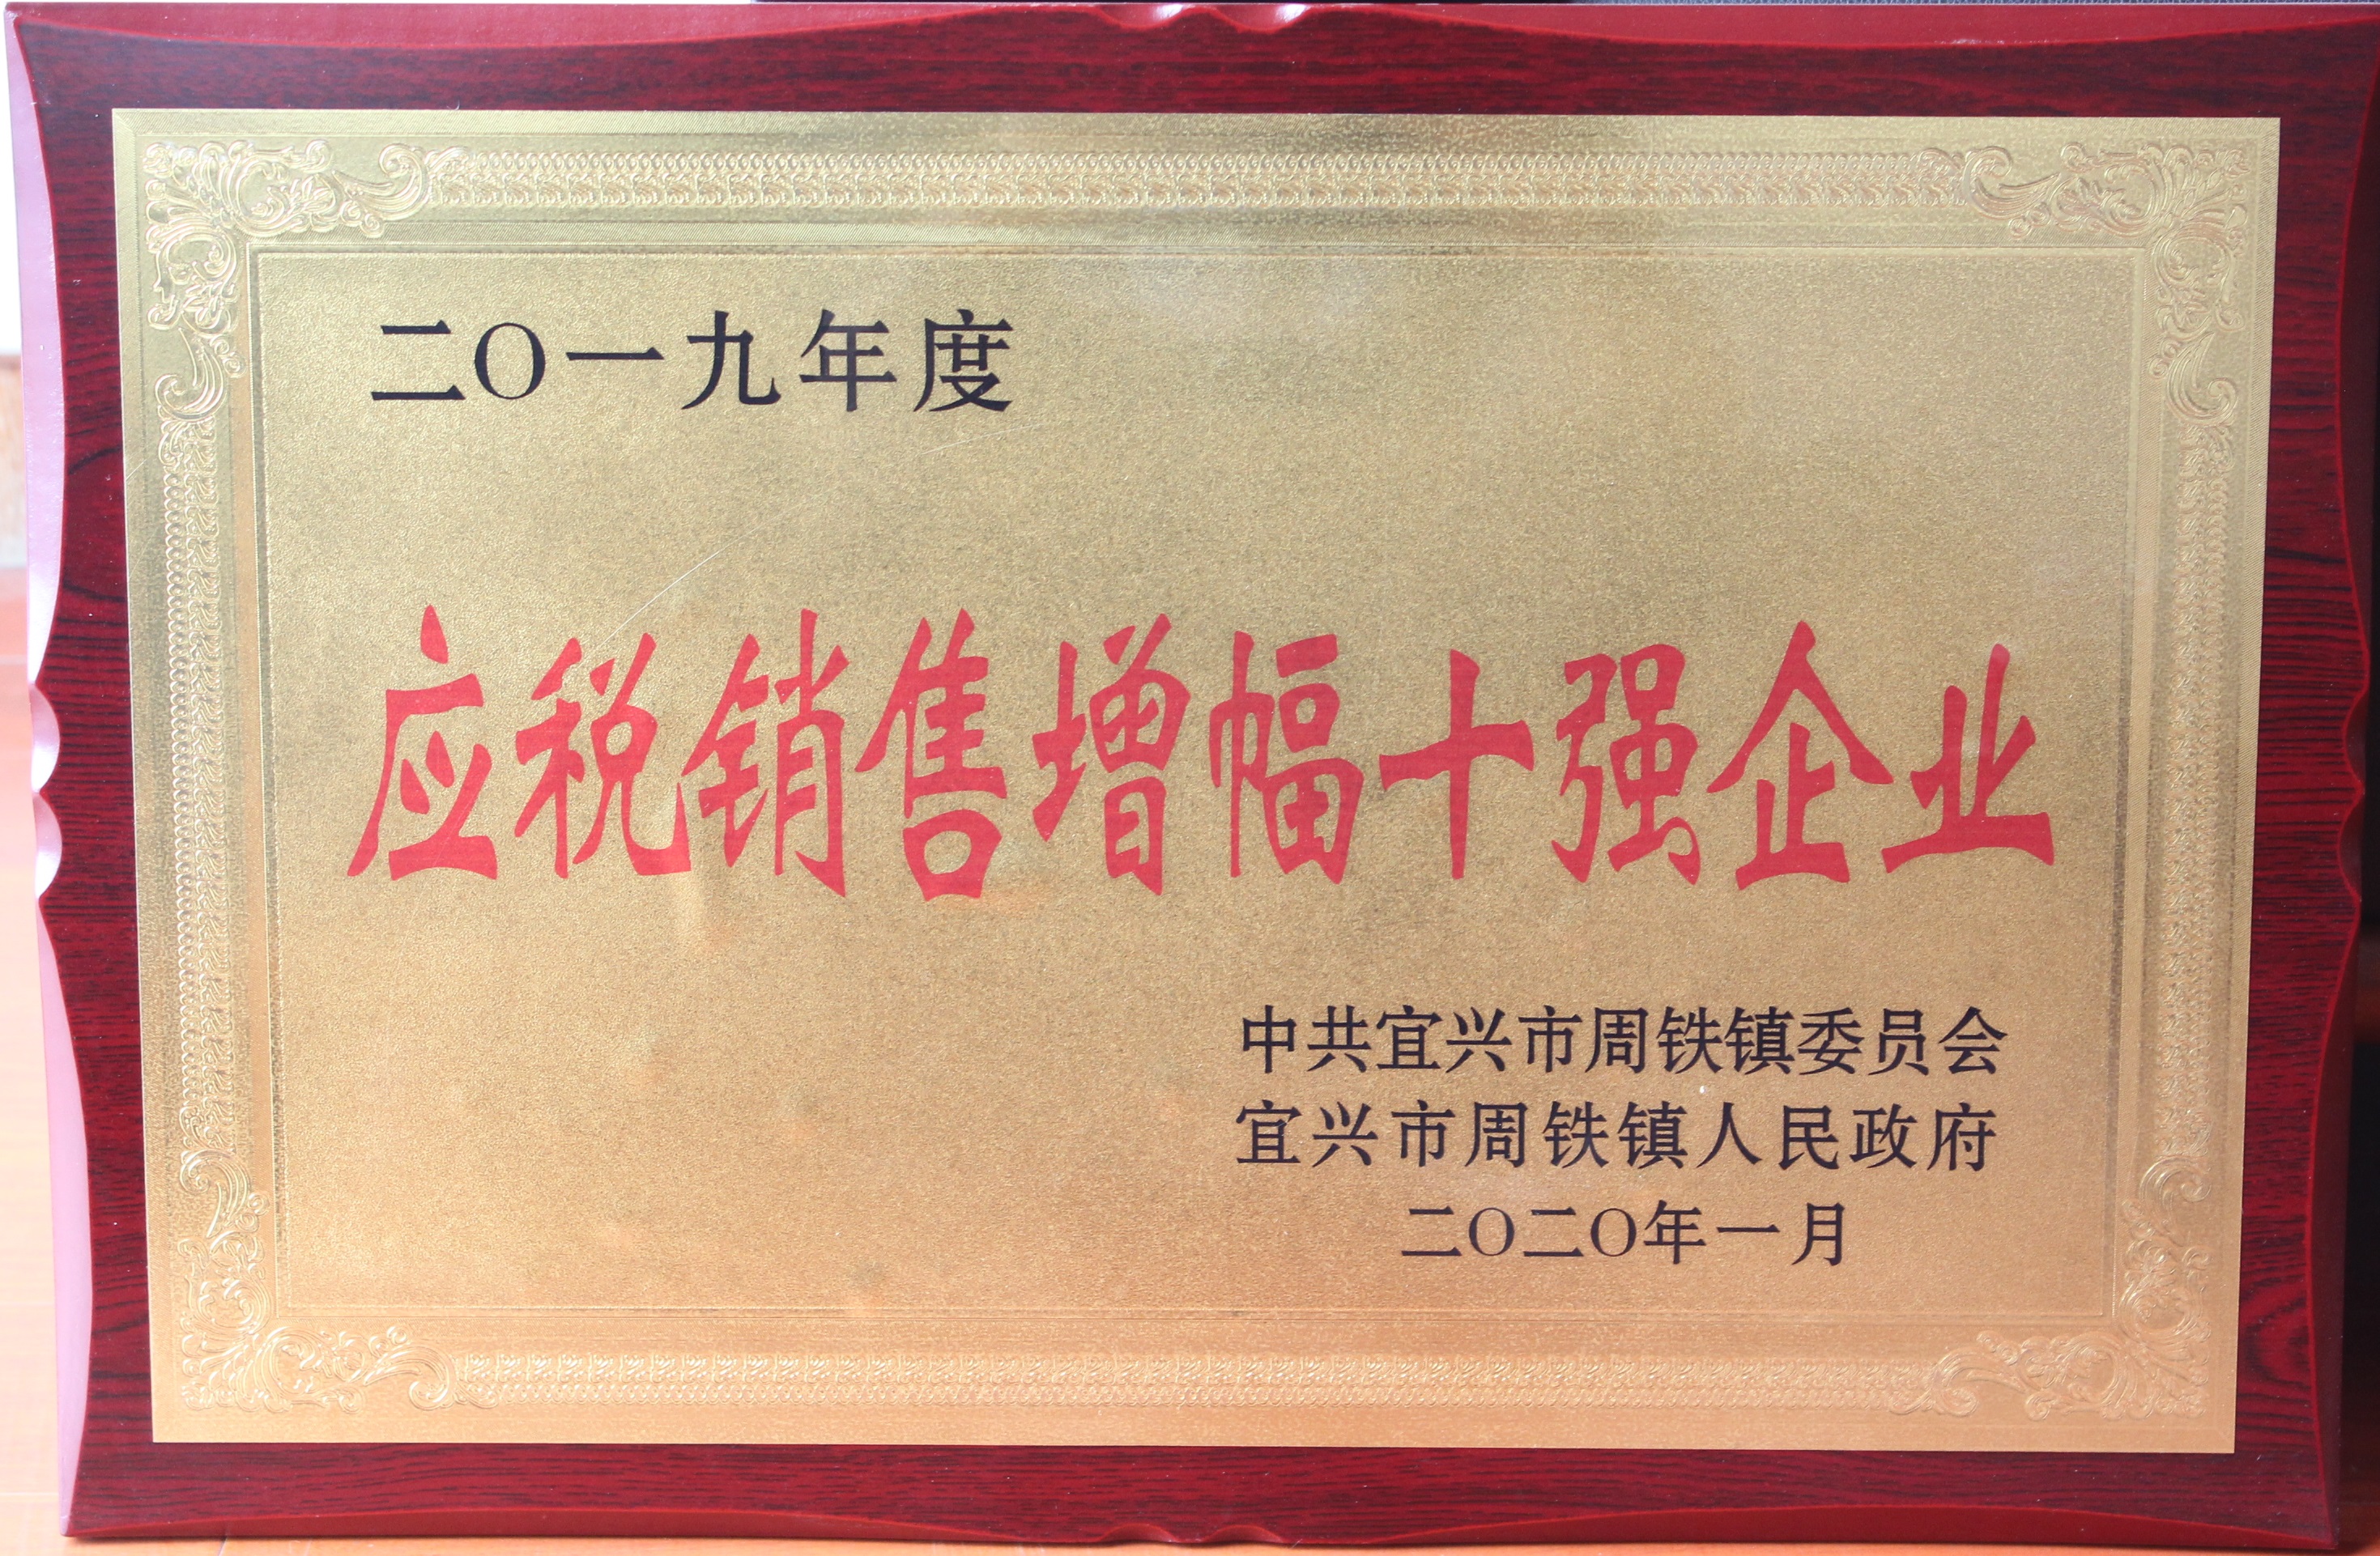 二〇一九年度
应税销售增幅十强企业
中共宜兴市周铁镇委员会
宜兴市周铁镇人民政府
二〇二〇年一月